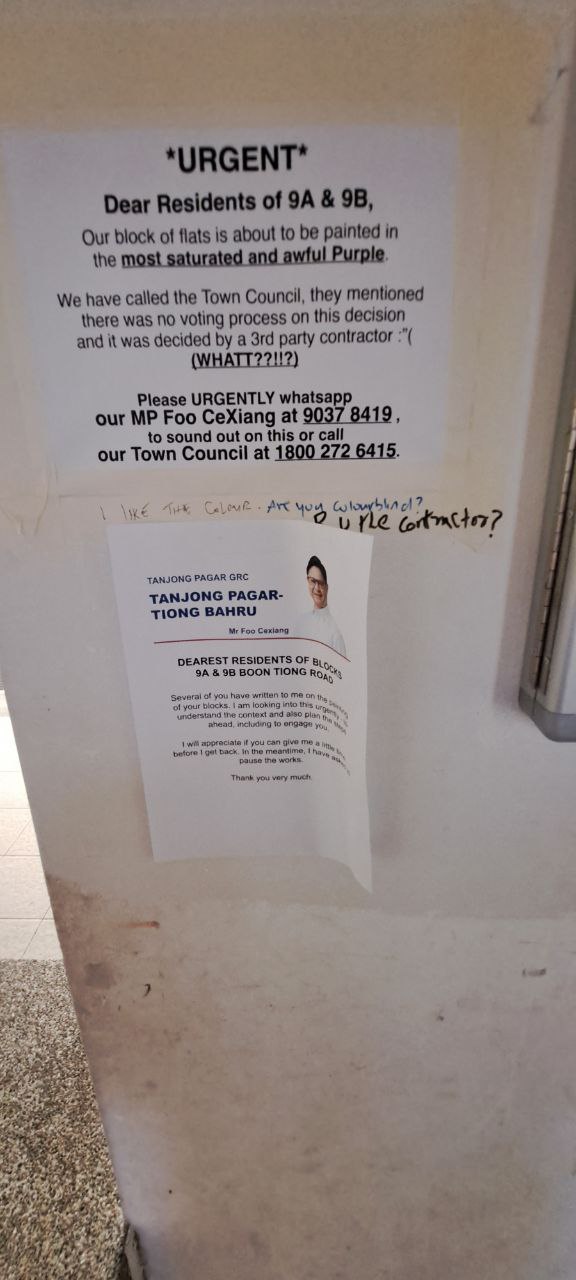 *URGENT*
Dear Residents of 9A & 9B,
Our block of flats is about to be painted in
the most saturated and awful Purple.
We have called the Town Council, they mentioned
there was no voting process on this decision
and it was decided by a 3rd party contractor :"(
(WHATT??!!?)
Please URGENTLY whatsapp
our MP Foo CeXiang at 9037 8419 ,
to sound out on this or call
our Town Council at 1800 272 6415.
I LIKE THE COLOUR. Are you colourblind?
U the contractor?
TANJONG PAGAR GRC
TANJONG PAGAR-
TIONG BAHRU
Mr Foo Cexiang
DEAREST RESIDENTS OF BLOCKS
9A & 9B BOON TIONG ROAD
Several of you have written to me on the painting
of your blocks. I am looking into this urgently,
understand the context and also plan the steps
ahead, including to engage you.
I will appreciate if you can give me a little
before I get back. In the meantime, I have
pause the works.
Thank you very much.